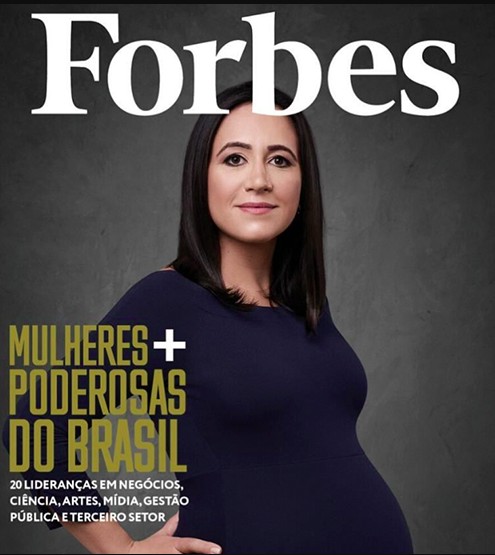 Forbes
MULHERES +
PODEROSAS
DO BRASIL
20 LIDERANÇAS EM NEGÓCIOS,
CIÊNCIA, ARTES, MÍDIA, GESTÃO
PÚBLICA E TERCEIRO SETOR